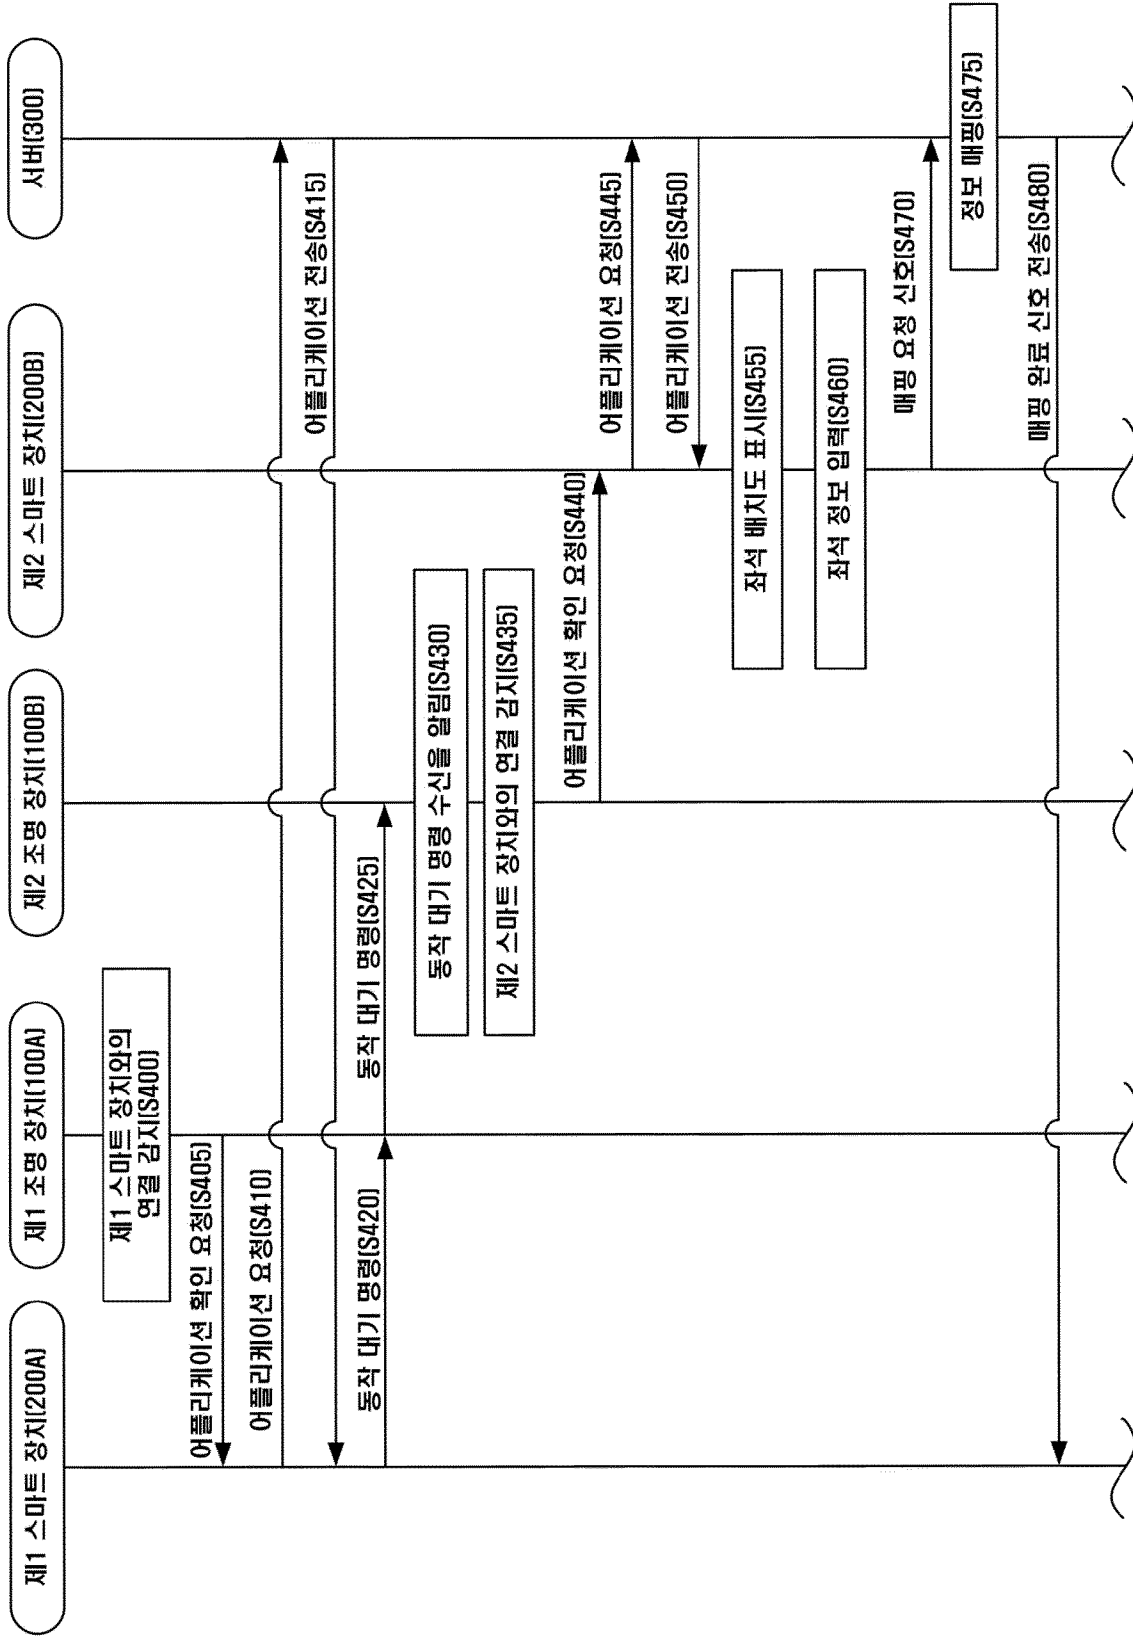 제1 스마트 장치(200A)
제1 조명 장치(100A)
제2 조명 장치(100B)
제2 스마트 장치(200B)
서버(300)
제1 스마트 장치와의
연결 감지(S400)
어플리케이션 확인 요청(S405)
어플리케이션 요청(S410)
어플리케이션 전송(S415)
동작 대기 명령(S420)
동작 대기 명령(S425)
동작 대기 명령 수신을 알림(S430)
제2 스마트 장치와의 연결 감지(S435)
어플리케이션 확인 요청(S440)
어플리케이션 요청(S445)
어플리케이션 전송(S450)
좌석 배치도 표시(S455)
좌석 정보 입력(S460)
매핑 요청 신호(S470)
정보 매핑(S475)
매핑 완료 신호 전송(S480)